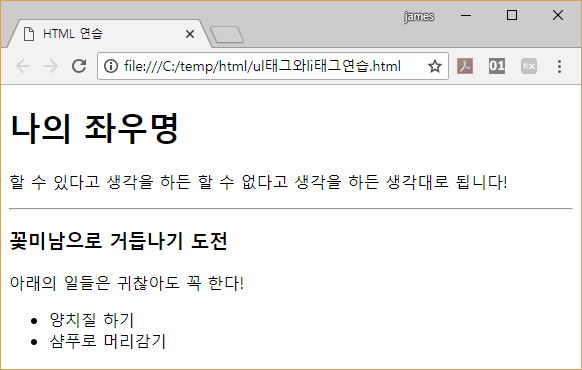 james
HTML 연습
file:///C:/temp/html/ul태그와li태그연습.html
01
나의 좌우명
할 수 있다고 생각을 하든 할 수 없다고 생각을 하든 생각대로 됩니다!
꽃미남으로 거듭나기 도전
아래의 일들은 귀찮아도 꼭 한다!
양치질 하기
샴푸로 머리감기